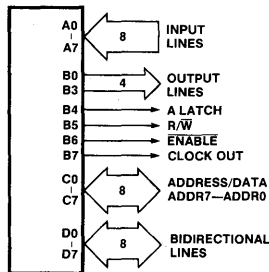 A0
-
A7
8
INPUT
LINES
B0
B3
4
OUTPUT
LINES
B4
A LATCH
B5
R/W̅
B6
E̅N̅A̅B̅L̅E̅
B7
CLOCK OUT
C0
-
C7
8
ADDRESS/DATA
ADDR7—ADDR0
D0
-
D7
8
BIDIRECTIONAL
LINES